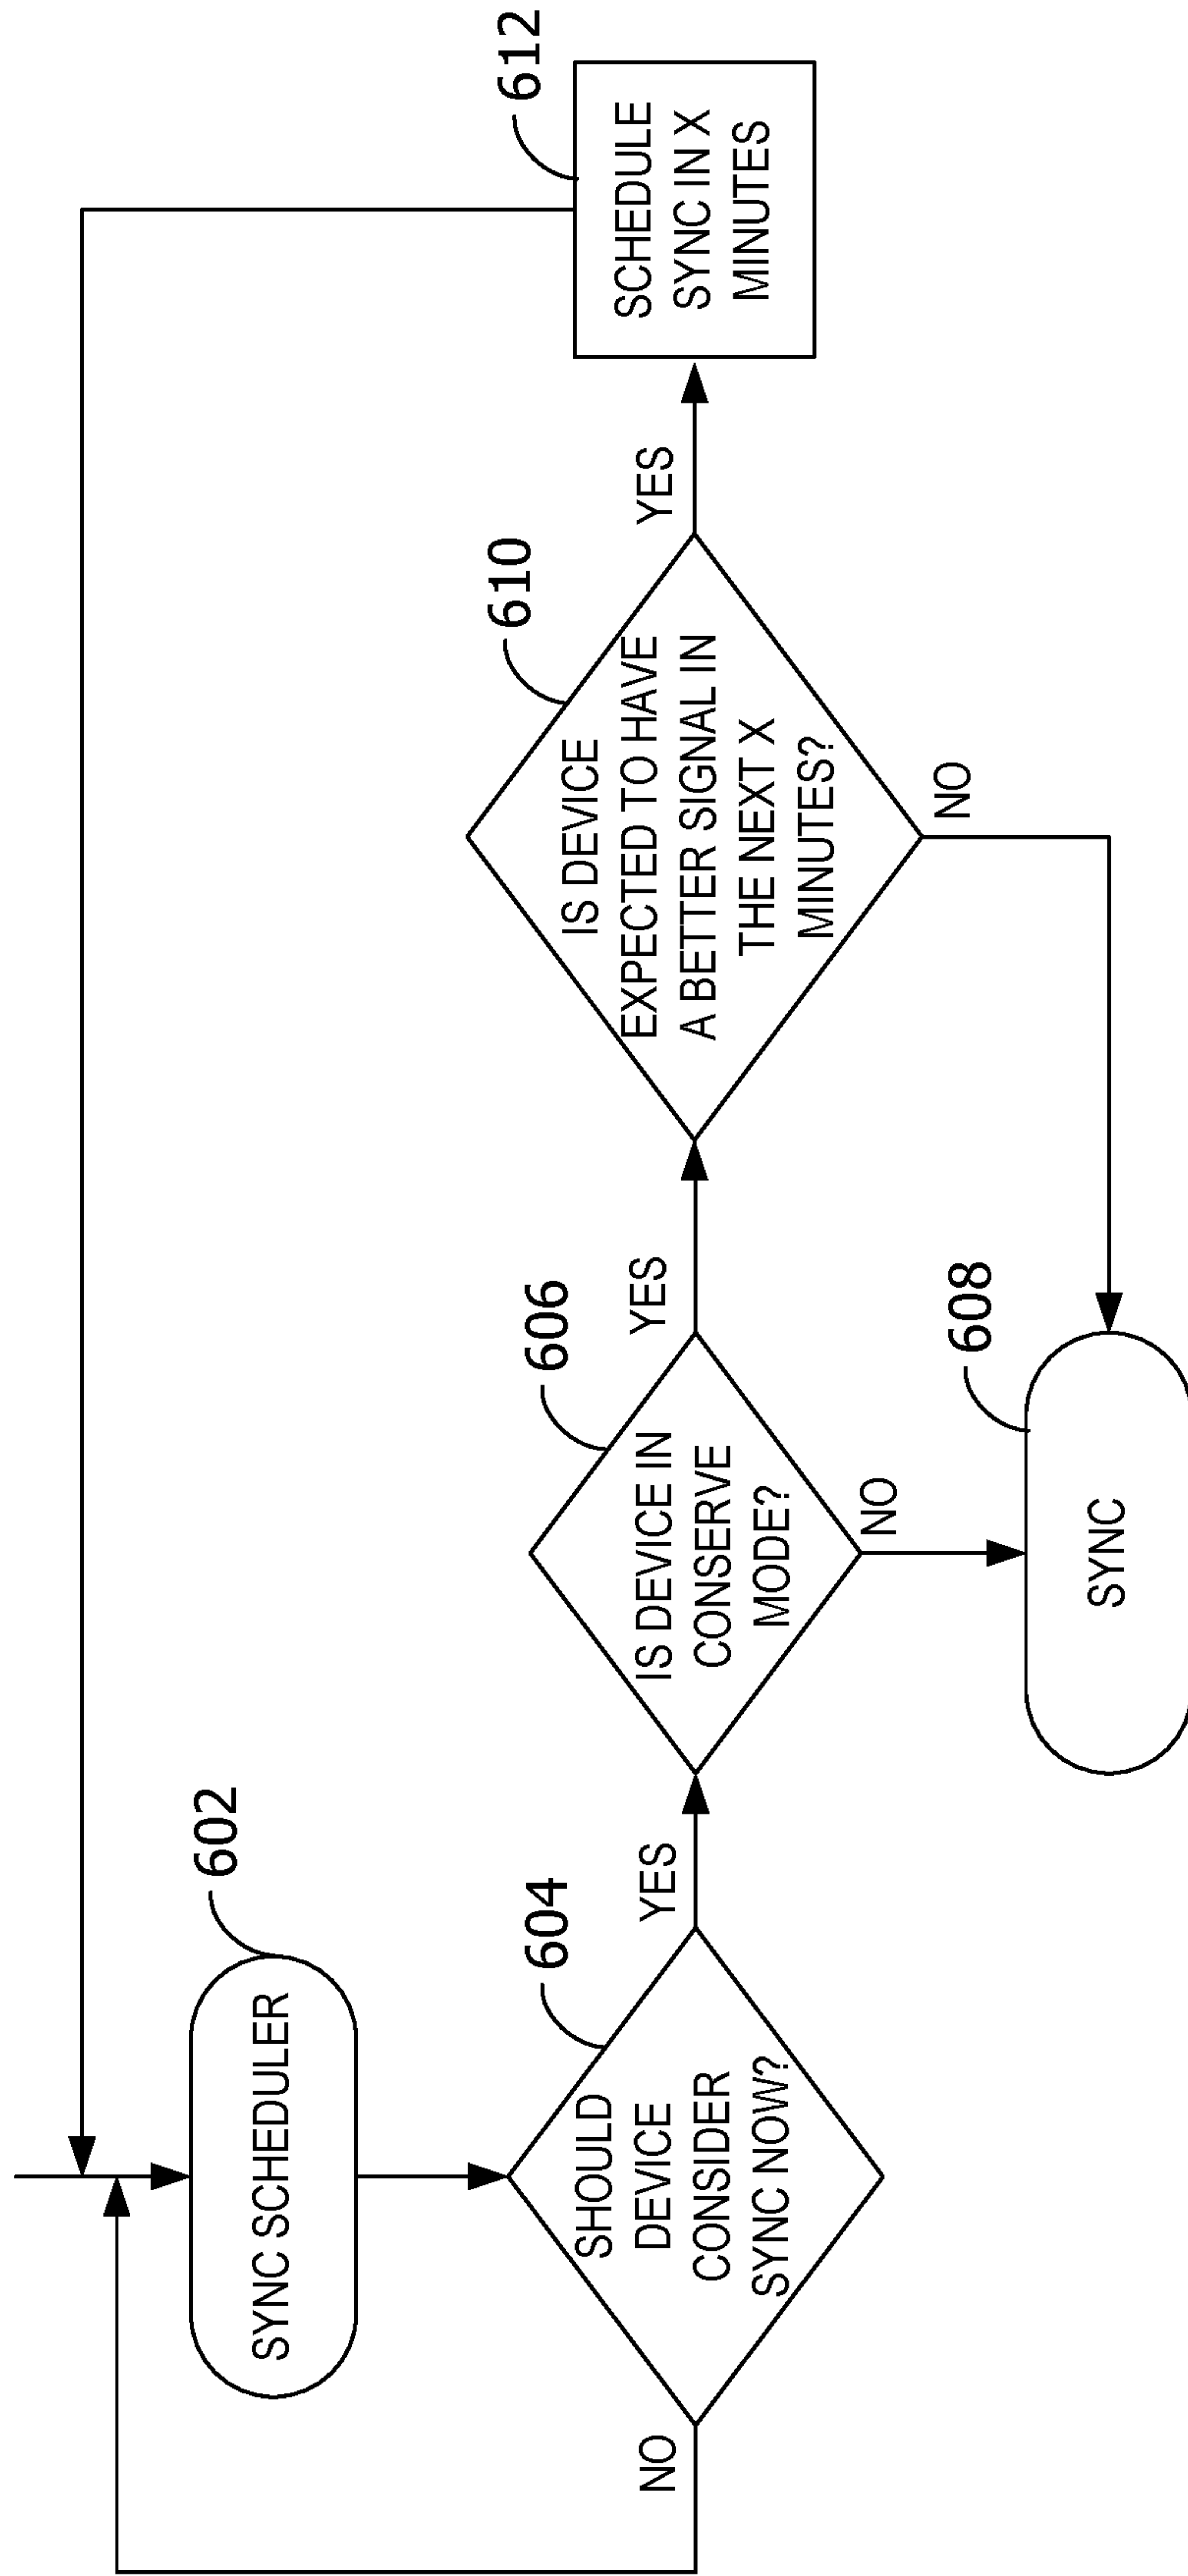 602
SYNC SCHEDULER
604
SHOULD
DEVICE
CONSIDER
SYNC NOW?
NO
YES
606
IS DEVICE IN
CONSERVE
MODE?
NO
YES
608
SYNC
610
IS DEVICE
EXPECTED TO HAVE
A BETTER SIGNAL IN
THE NEXT X
MINUTES?
NO
YES
612
SCHEDULE
SYNC IN X
MINUTES